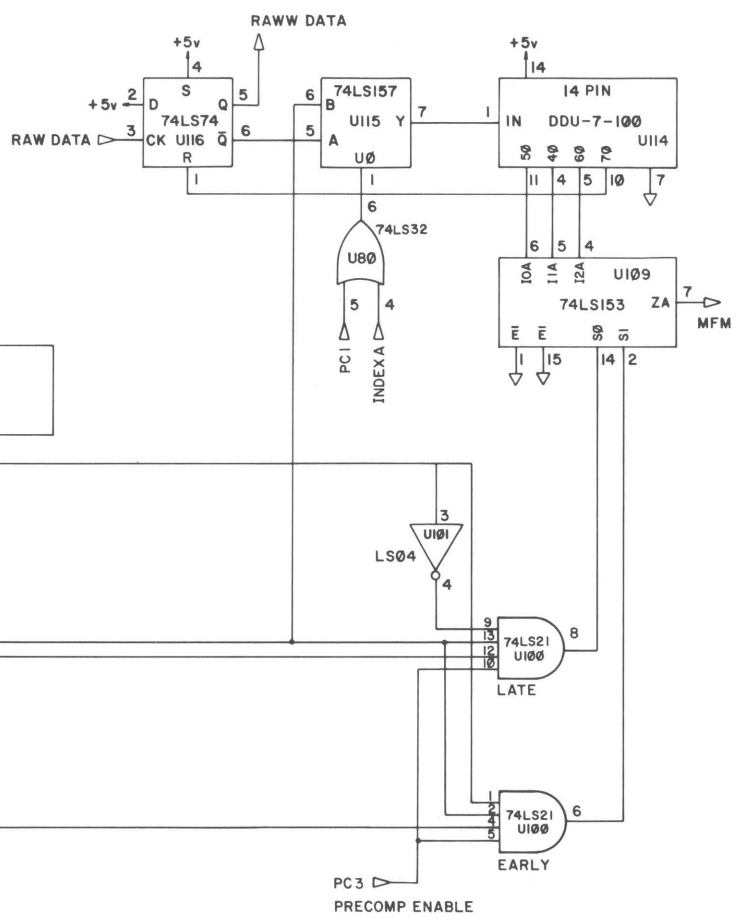 RAWW DATA
+5v
4
S
+5v
2
D
Q
5
74LS74
RAW DATA
3
CK
U116
Q̅
6
R
1
74LS157
6
B
U115
Y
7
5
A
UØ
1
6
74LS32
U80
5
4
PC1
INDEXA
+5v
14
14 PIN
1
IN
DDU-7-100
U114
5Ø
4Ø
6Ø
7Ø
11
4
5
10
7
6
5
4
IØA
I1A
I2A
U1Ø9
74LS153
ZA
7
MFM
E̅
E̅
SØ
S1
1
15
14
2
3
U1Ø1
LS04
4
9
13
12
10
74LS21
U1ØØ
8
LATE
1
2
4
5
74LS21
U1ØØ
6
EARLY
PC3
PRECOMP ENABLE